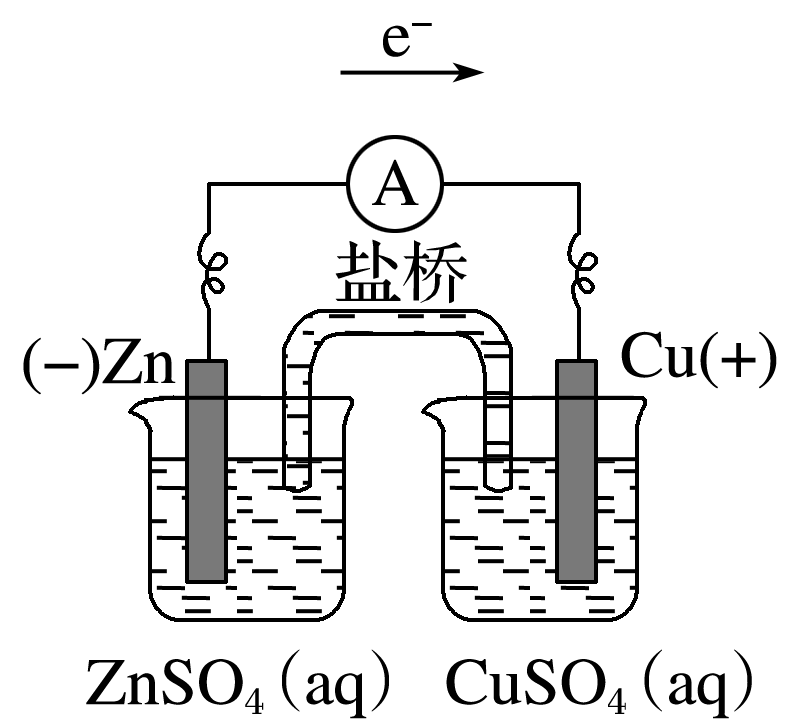 e⁻
A
盐桥
(−)Zn
Cu(+)
ZnSO₄(aq)
CuSO₄(aq)